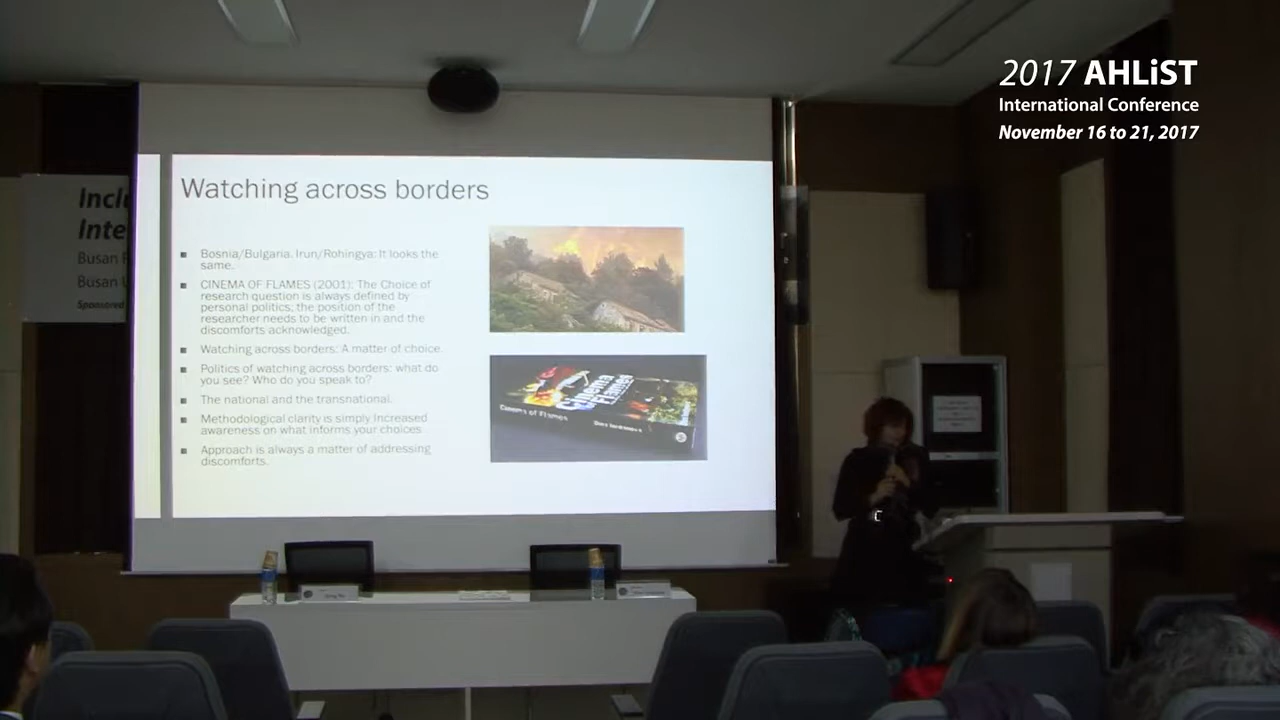 2017 AHLiST
International Conference
November 16 to 21, 2017
Watching across borders
Bosnia/Bulgaria. Irun/Rohingya: It looks the
same.
CINEMA OF FLAMES (2001): The Choice of
research question is always defined by
personal politics; the position of the
researcher needs to be written in and the
discomforts acknowledged.
Watching across borders: A matter of choice.
Politics of watching across borders: what do
you see? Who do you speak to?
The national and the transnational.
Methodological clarity is simply Increased
awareness on what informs your choices
Approach is always a matter of addressing
discomforts.
Cinema of Flames
Cinema
Flames
Incl
Inte
Busan
Busan U
Sponsored